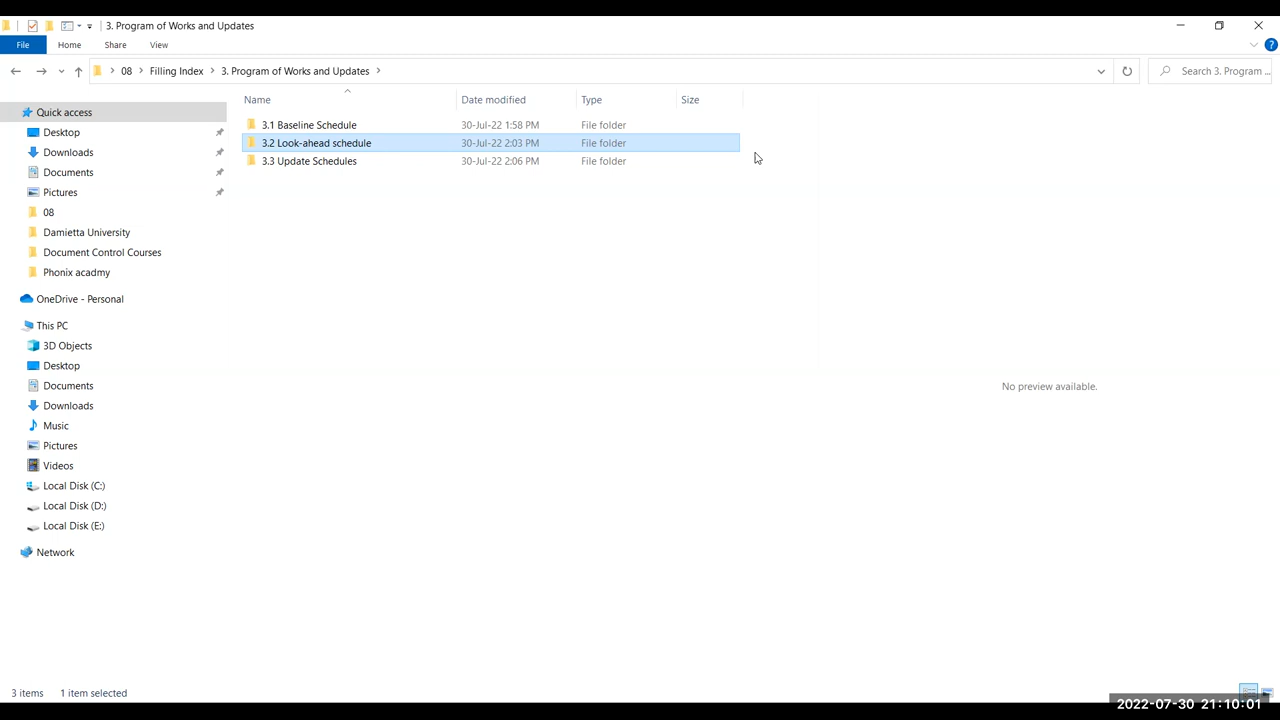 3. Program of Works and Updates
File Home Share View
08 Filling Index 3. Program of Works and Updates Search 3. Program ...
Name Date modified Type Size
Quick access
Desktop
Downloads
Documents
Pictures
08
Damietta University
Document Control Courses
Phonix acadmy
OneDrive - Personal
This PC
3D Objects
Desktop
Documents
Downloads
Music
Pictures
Videos
Local Disk (C:)
Local Disk (D:)
Local Disk (E:)
Network
3.1 Baseline Schedule 30-Jul-22 1:58 PM File folder
3.2 Look-ahead schedule 30-Jul-22 2:03 PM File folder
3.3 Update Schedules 30-Jul-22 2:06 PM File folder
No preview available.
3 items 1 item selected
2022-07-30 21:10:01